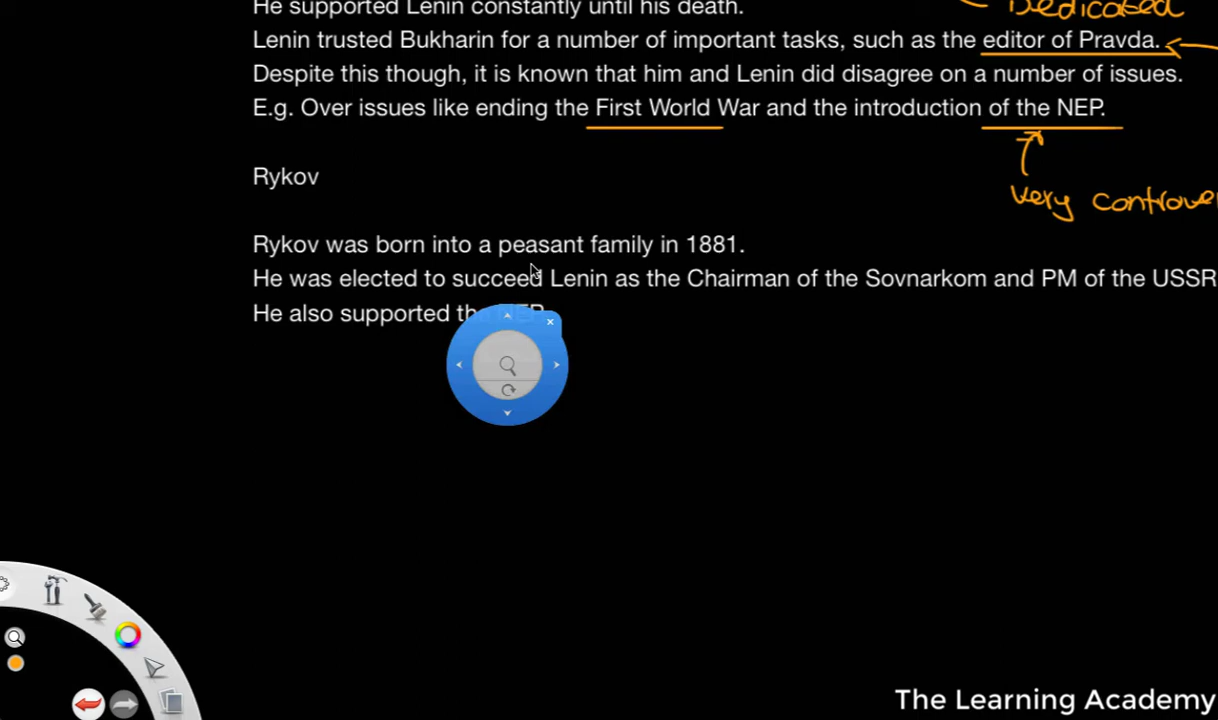 He supported Lenin constantly until his death.
Dedicated
Lenin trusted Bukharin for a number of important tasks, such as the editor of Pravda.
Despite this though, it is known that him and Lenin did disagree on a number of issues.
E.g. Over issues like ending the First World War and the introduction of the NEP.
Rykov
very controve
Rykov was born into a peasant family in 1881.
He was elected to succeed Lenin as the Chairman of the Sovnarkom and PM of the USSR
He also supported the NEP
The Learning Academy